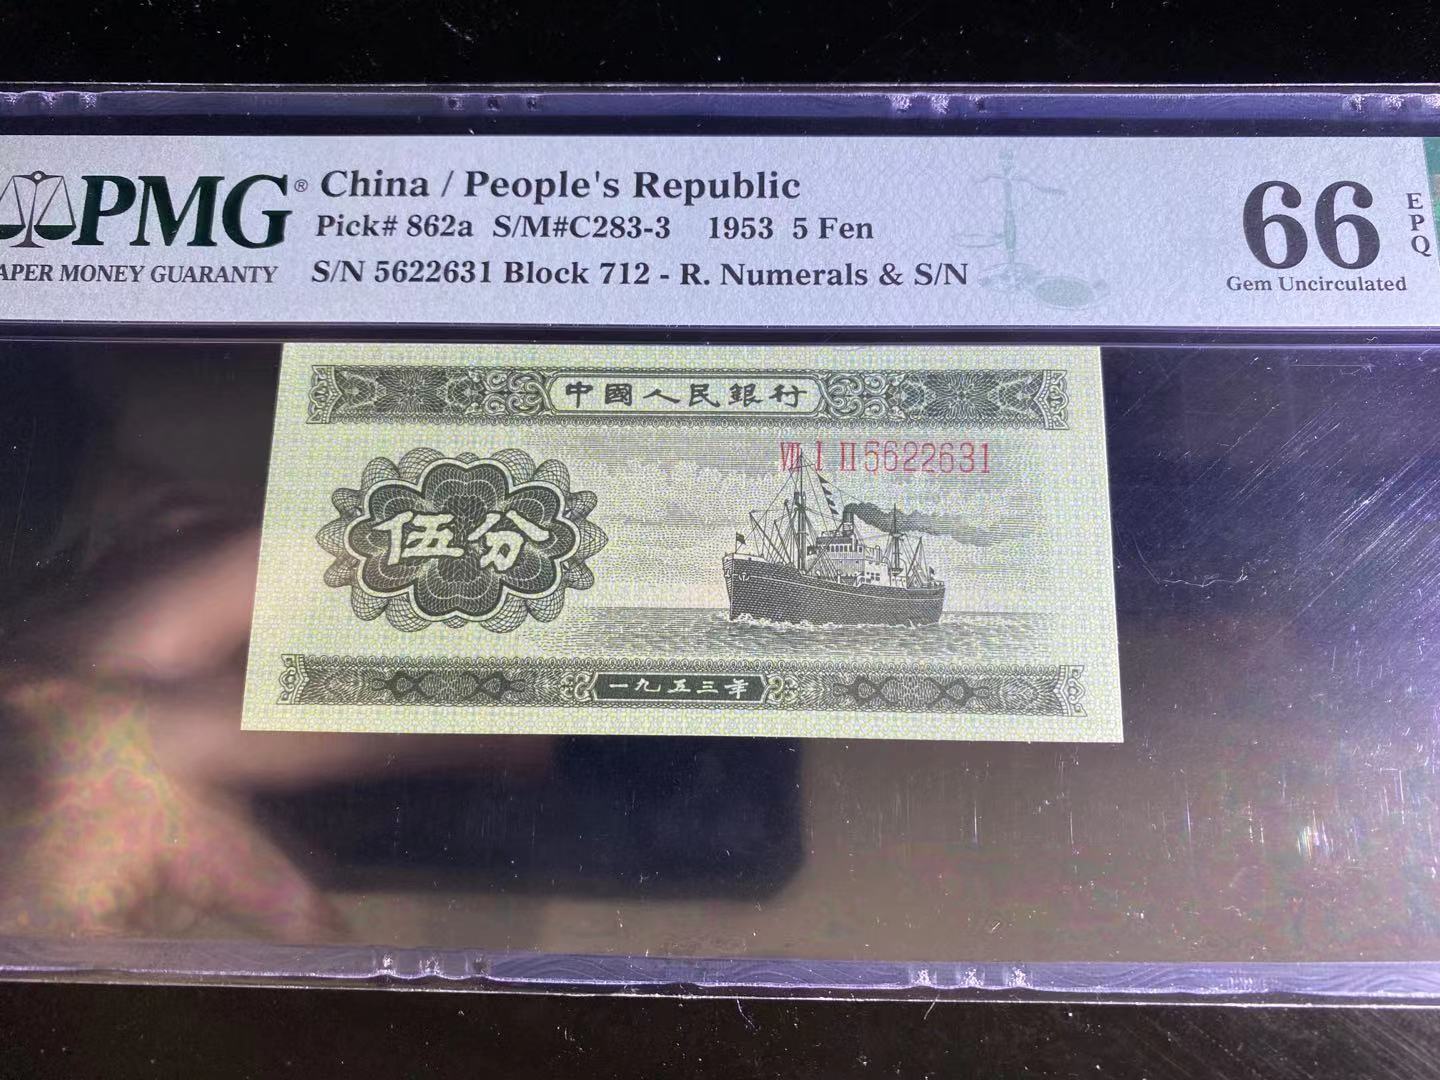 PMG® China / People's Republic
Pick# 862a S/M#C283-3 1953 5 Fen
APER MONEY GUARANTY S/N 5622631 Block 712 - R. Numerals & S/N
66 EPQ
Gem Uncirculated
中國人民銀行
VII I II 5622631
伍分
一九五三年